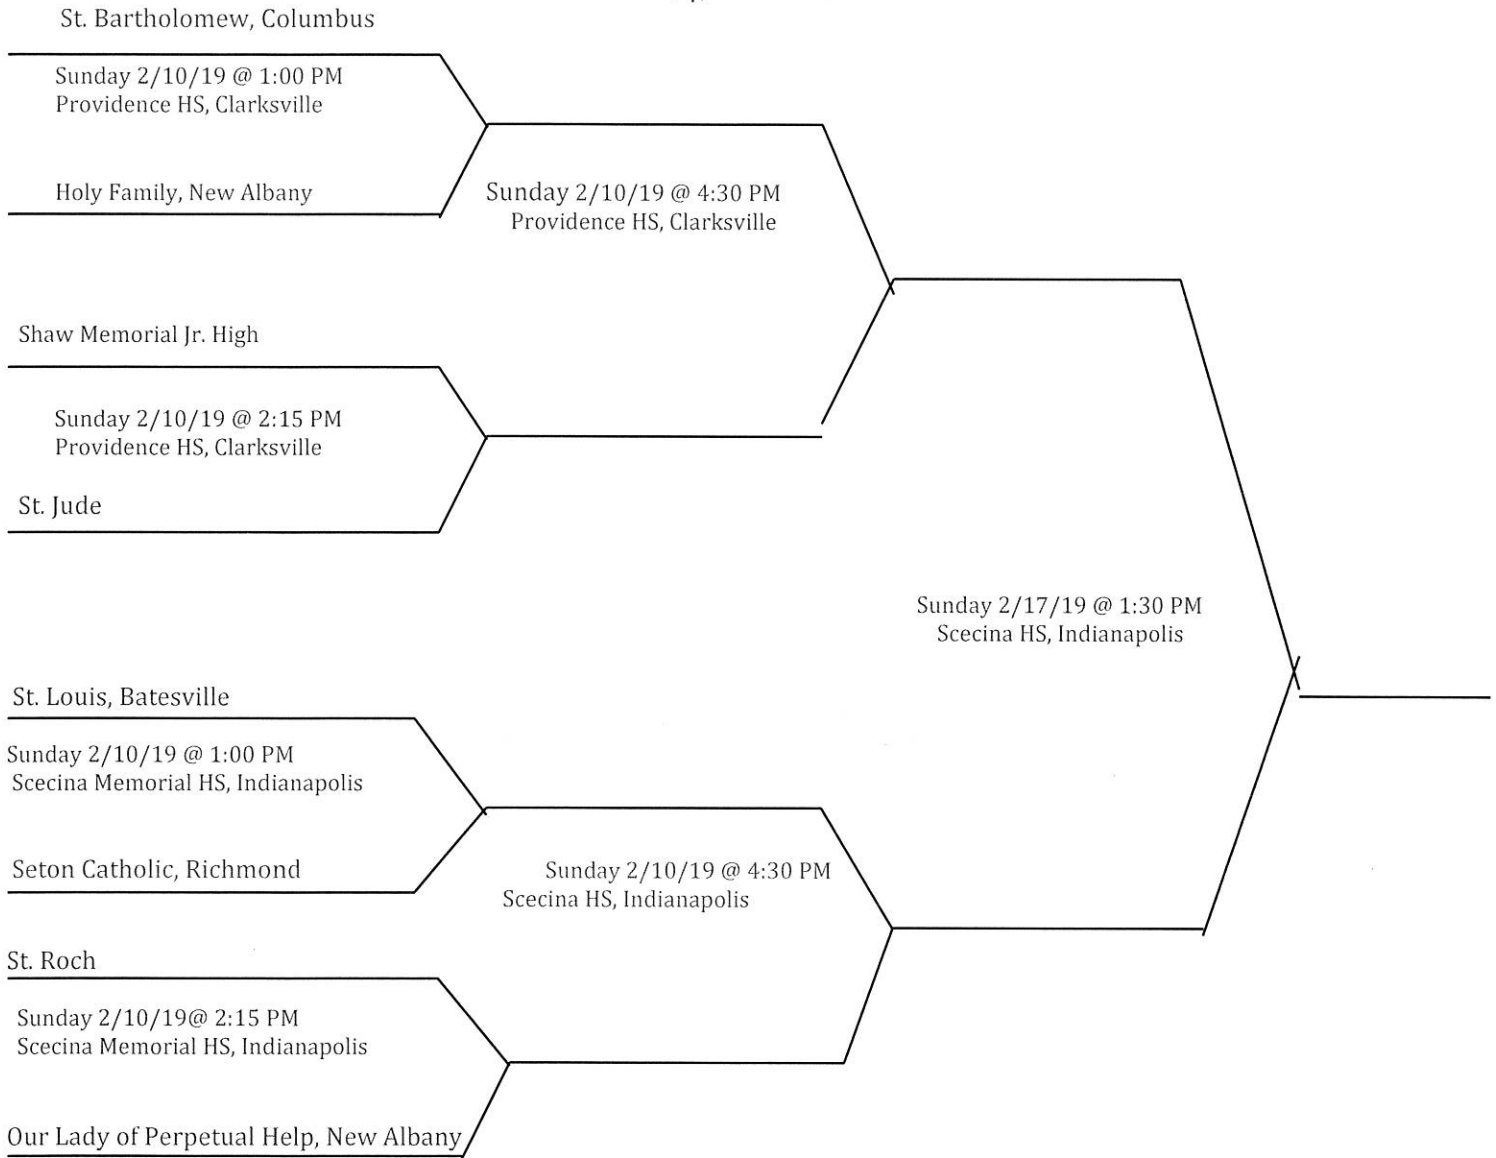 St. Bartholomew, Columbus
Sunday 2/10/19 @ 1:00 PM
Providence HS, Clarksville
Holy Family, New Albany
Sunday 2/10/19 @ 4:30 PM
Providence HS, Clarksville
Shaw Memorial Jr. High
Sunday 2/10/19 @ 2:15 PM
Providence HS, Clarksville
St. Jude
Sunday 2/17/19 @ 1:30 PM
Scecina HS, Indianapolis
St. Louis, Batesville
Sunday 2/10/19 @ 1:00 PM
Scecina Memorial HS, Indianapolis
Seton Catholic, Richmond
Sunday 2/10/19 @ 4:30 PM
Scecina HS, Indianapolis
St. Roch
Sunday 2/10/19@ 2:15 PM
Scecina Memorial HS, Indianapolis
Our Lady of Perpetual Help, New Albany